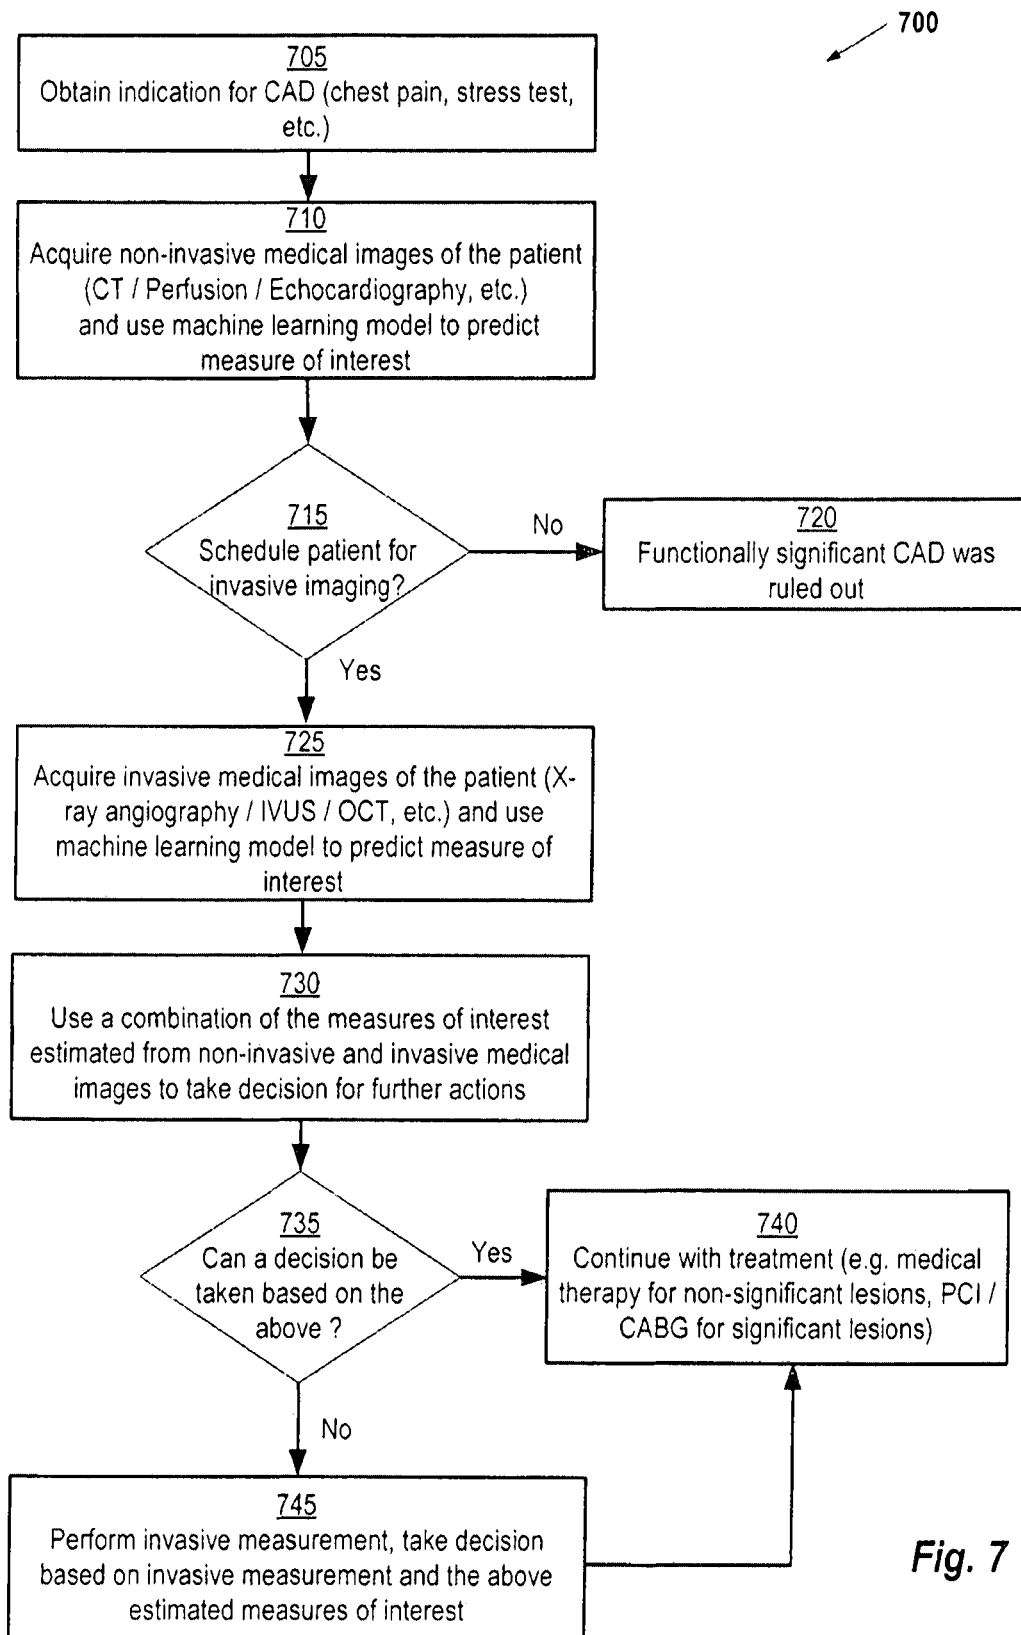 700
705
Obtain indication for CAD (chest pain, stress test,
etc.)
710
Acquire non-invasive medical images of the patient
(CT / Perfusion / Echocardiography, etc.)
and use machine learning model to predict
measure of interest
715
Schedule patient for
invasive imaging?
No
720
Functionally significant CAD was
ruled out
Yes
725
Acquire invasive medical images of the patient (X-
ray angiography / IVUS / OCT, etc.) and use
machine learning model to predict measure of
interest
730
Use a combination of the measures of interest
estimated from non-invasive and invasive medical
images to take decision for further actions
735
Can a decision be
taken based on the
above ?
Yes
740
Continue with treatment (e.g. medical
therapy for non-significant lesions, PCI /
CABG for significant lesions)
No
745
Perform invasive measurement, take decision
based on invasive measurement and the above
estimated measures of interest
Fig. 7